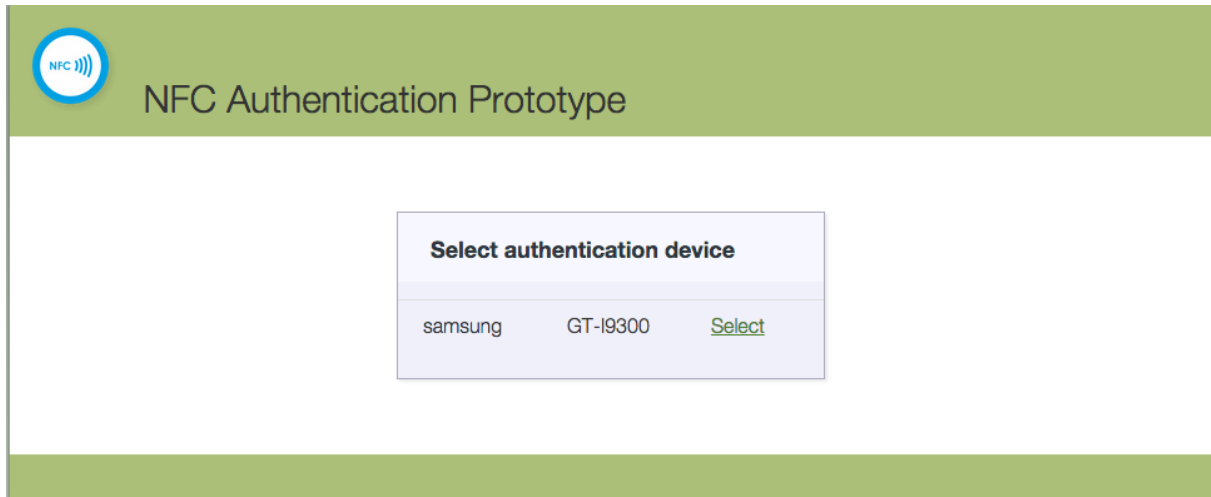 NFC
NFC Authentication Prototype
Select authentication device
samsung GT-I9300 Select